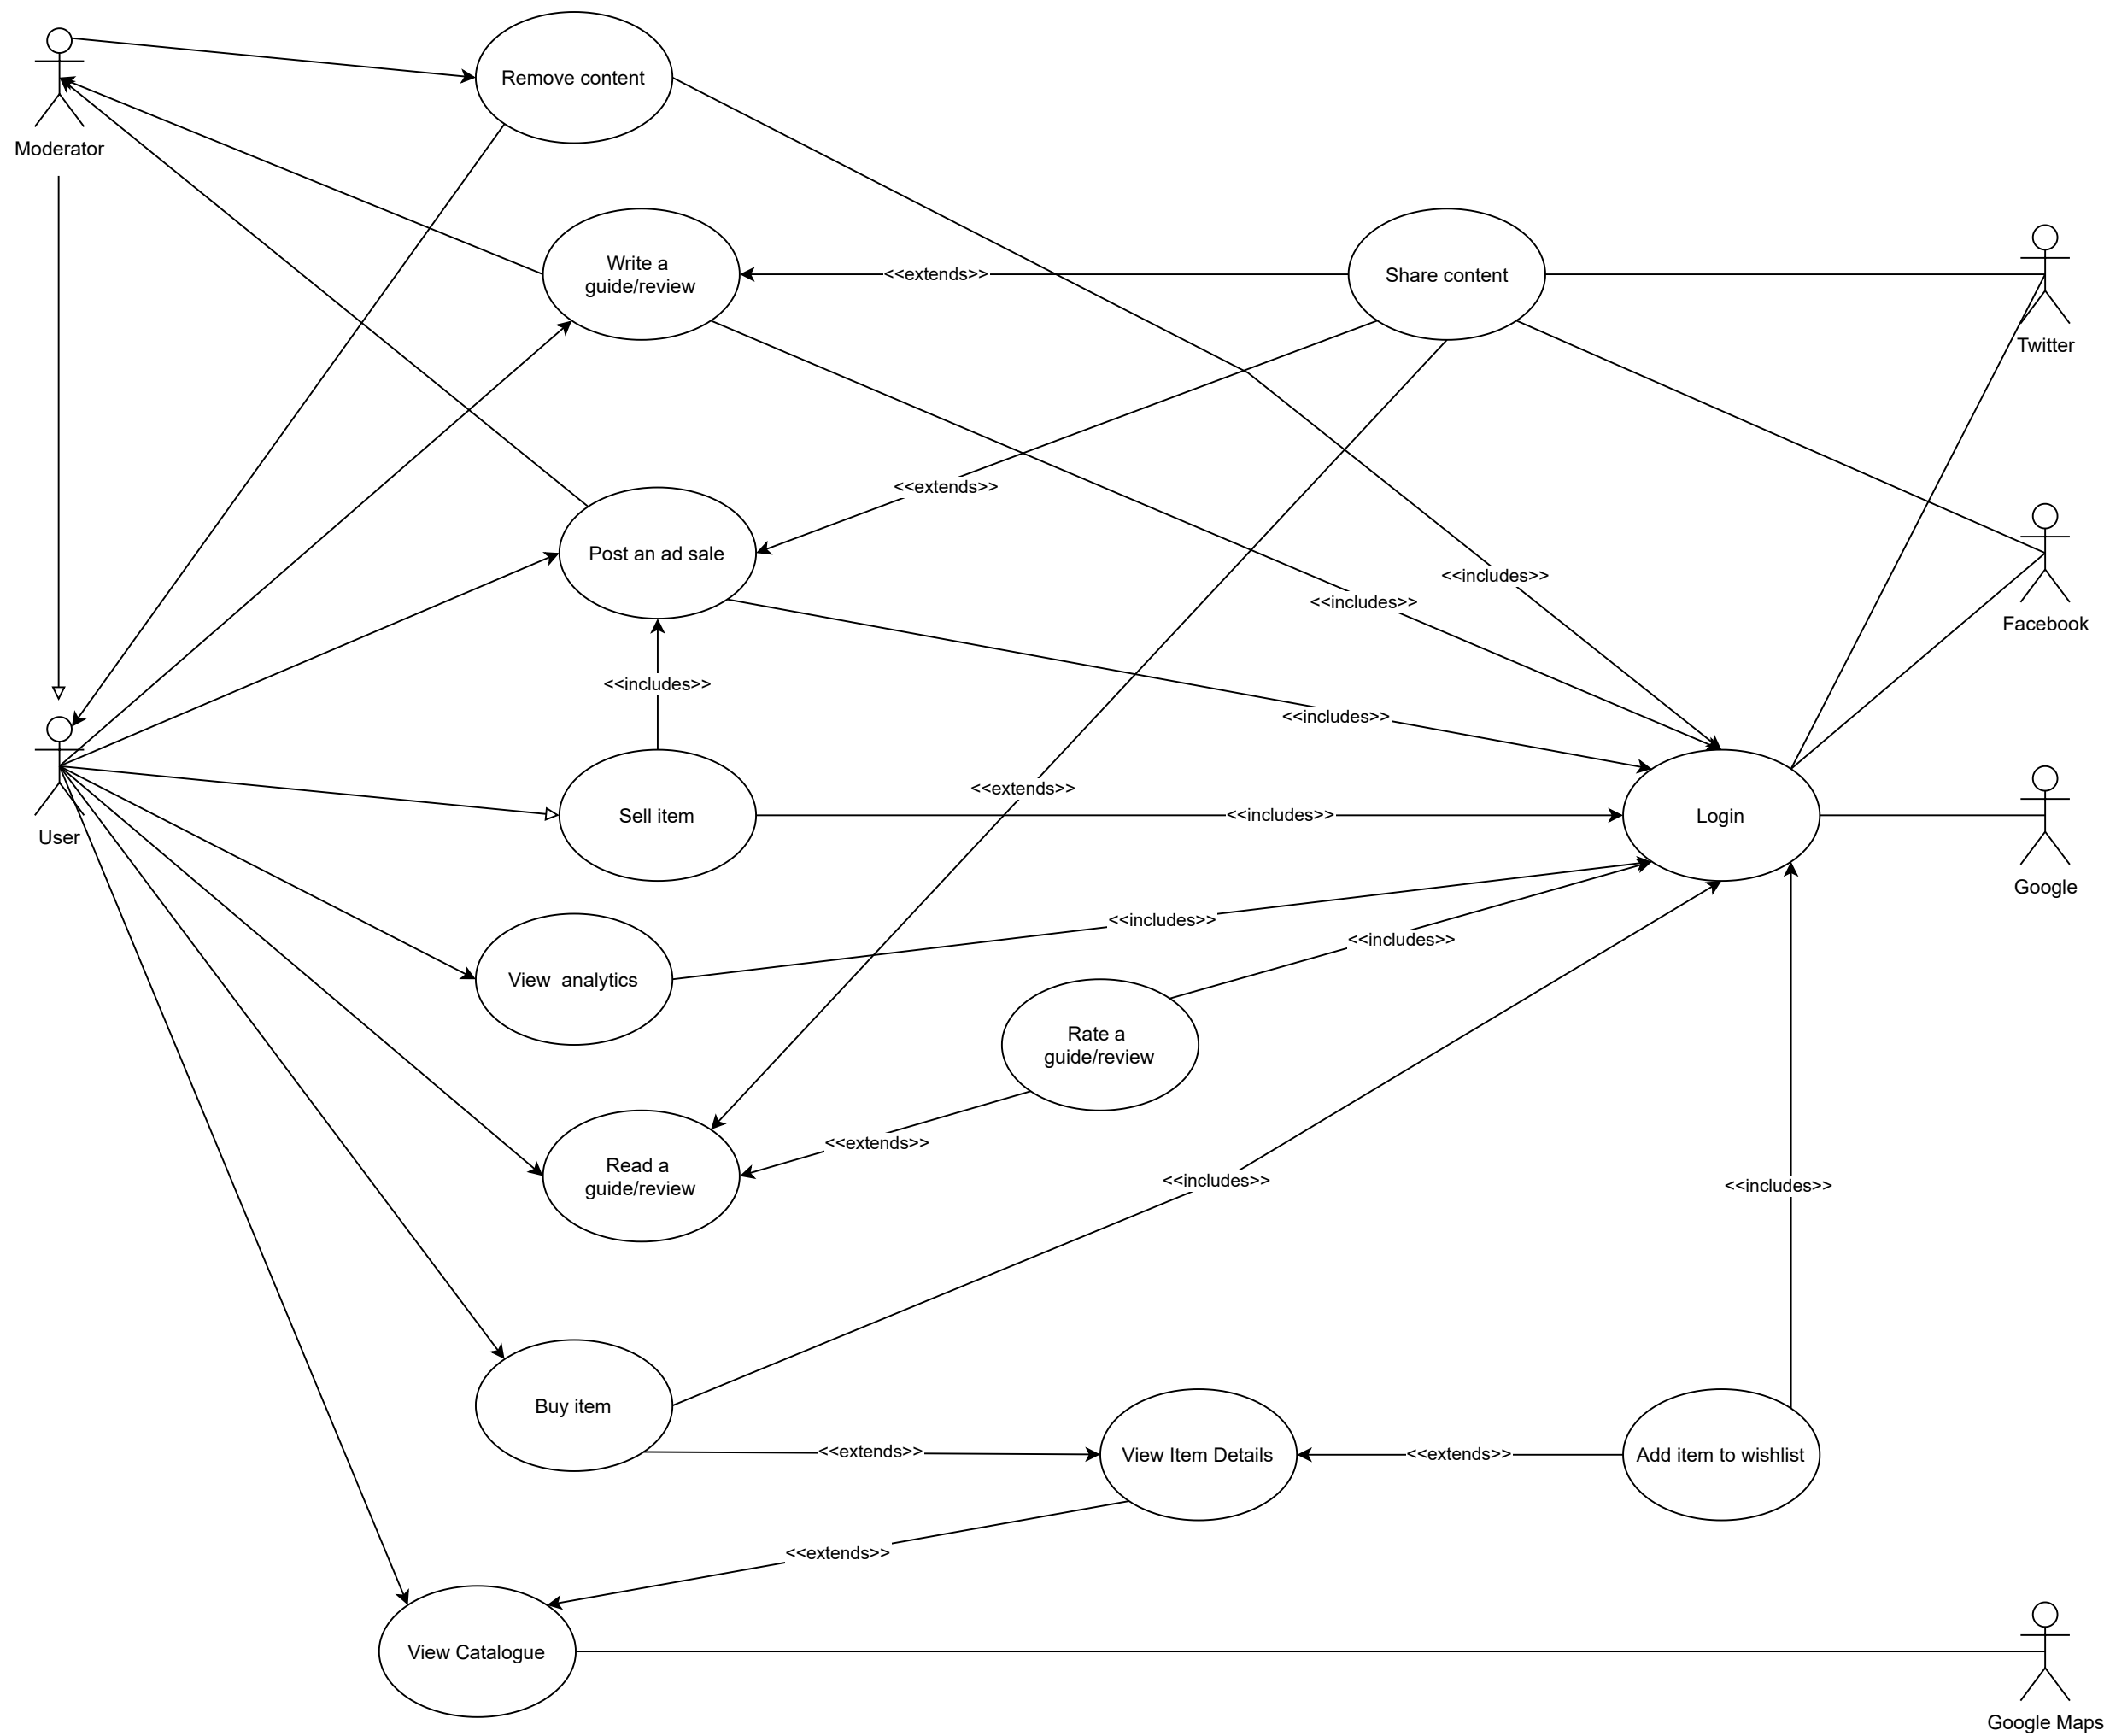 Remove content
Moderator
Write a
guide/review
<<extends>>
Share content
Twitter
<<extends>>
Post an ad sale
<<includes>>
<<includes>>
Facebook
<<includes>>
<<includes>>
<<extends>>
User
Sell item
<<includes>>
Login
Google
<<includes>>
<<includes>>
View  analytics
Rate a
guide/review
<<extends>>
Read a
guide/review
<<includes>>
<<includes>>
Buy item
<<extends>>
View Item Details
<<extends>>
Add item to wishlist
<<extends>>
View Catalogue
Google Maps